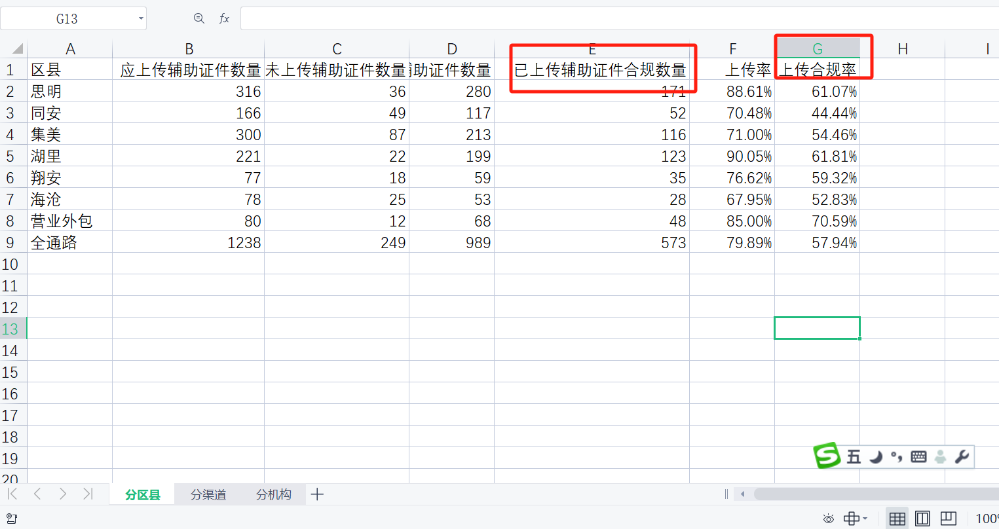 G13
fx
A B C D E F G H I
1 区县 应上传辅助证件数量 未上传辅助证件数量 助证件数量 已上传辅助证件合规数量 上传率 上传合规率
2 思明 316 36 280 171 88.61% 61.07%
3 同安 166 49 117 52 70.48% 44.44%
4 集美 300 87 213 116 71.00% 54.46%
5 湖里 221 22 199 123 90.05% 61.81%
6 翔安 77 18 59 35 76.62% 59.32%
7 海沧 78 25 53 28 67.95% 52.83%
8 营业外包 80 12 68 48 85.00% 70.59%
9 全通路 1238 249 989 573 79.89% 57.94%
10
11
12
13
14
15
16
17
18
19
20
S 五
分区县 分渠道 分机构
100